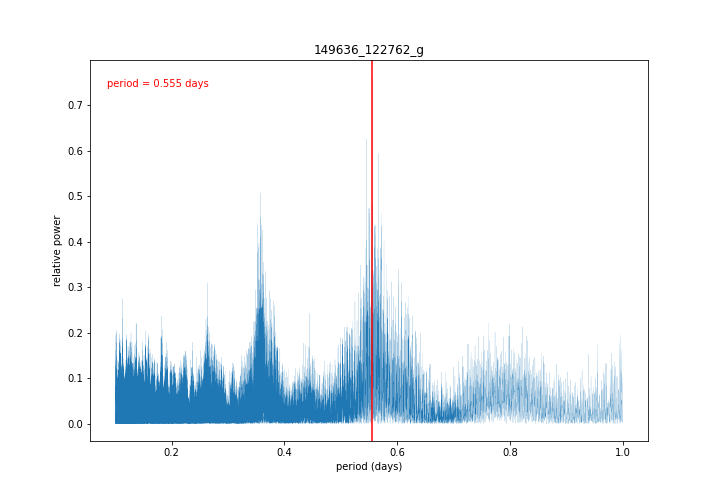 149636_122762_g
period = 0.555 days
relative power
0.7
0.6
0.5
0.4
0.3
0.2
0.1
0.0
0.2 0.4 0.6 0.8 1.0
period (days)